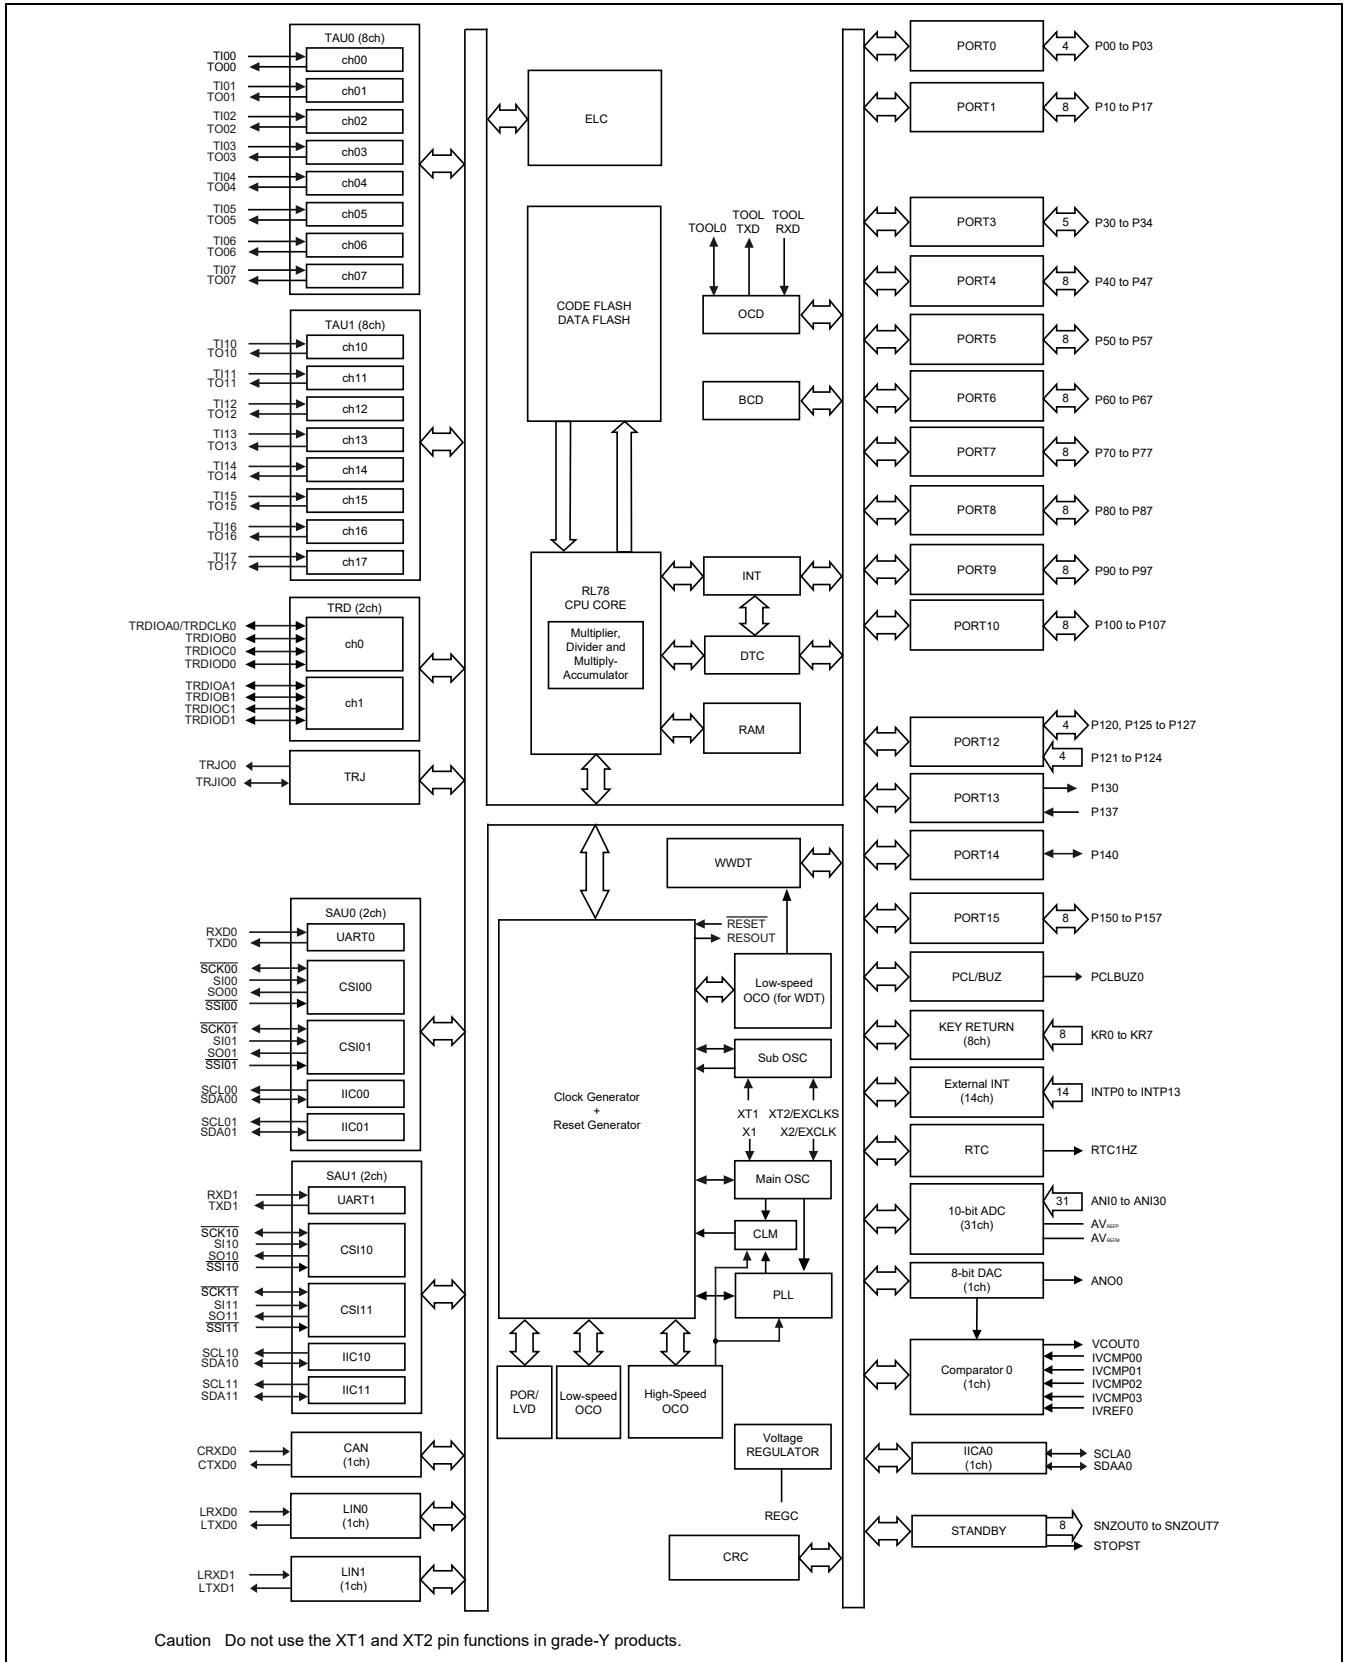 TAU0 (8ch)
TI00
TO00
ch00
TI01
TO01
ch01
TI02
TO02
ch02
TI03
TO03
ch03
TI04
TO04
ch04
TI05
TO05
ch05
TI06
TO06
ch06
TI07
TO07
ch07
TAU1 (8ch)
TI10
TO10
ch10
TI11
TO11
ch11
TI12
TO12
ch12
TI13
TO13
ch13
TI14
TO14
ch14
TI15
TO15
ch15
TI16
TO16
ch16
TI17
TO17
ch17
TRD (2ch)
TRDIOA0/TRDCLK0
TRDIOB0
TRDIOC0
TRDIOD0
ch0
TRDIOA1
TRDIOB1
TRDIOC1
TRDIOD1
ch1
TRJO0
TRJIO0
TRJ
SAU0 (2ch)
RXD0
TXD0
UART0
SCK00
SI00
SO00
SSI00
CSI00
SCK01
SI01
SO01
SSI01
CSI01
SCL00
SDA00
IIC00
SCL01
SDA01
IIC01
SAU1 (2ch)
RXD1
TXD1
UART1
SCK10
SI10
SO10
SSI10
CSI10
SCK11
SI11
SO11
SSI11
CSI11
SCL10
SDA10
IIC10
SCL11
SDA11
IIC11
CRXD0
CTXD0
CAN
(1ch)
LRXD0
LTXD0
LIN0
(1ch)
LRXD1
LTXD1
LIN1
(1ch)
ELC
CODE FLASH
DATA FLASH
TOOL0
TOOL
TXD
TOOL
RXD
OCD
BCD
RL78
CPU CORE
Multiplier,
Divider and
Multiply-
Accumulator
INT
DTC
RAM
WWDT
RESET
RESOUT
Low-speed
OCO (for WDT)
Sub OSC
XT1 XT2/EXCLKS
X1 X2/EXCLK
Main OSC
CLM
PLL
Clock Generator
+
Reset Generator
POR/
LVD
Low-speed
OCO
High-Speed
OCO
Voltage
REGULATOR
REGC
CRC
PORT0
4
P00 to P03
PORT1
8
P10 to P17
PORT3
5
P30 to P34
PORT4
8
P40 to P47
PORT5
8
P50 to P57
PORT6
8
P60 to P67
PORT7
8
P70 to P77
PORT8
8
P80 to P87
PORT9
8
P90 to P97
PORT10
8
P100 to P107
PORT12
4
P120, P125 to P127
4
P121 to P124
PORT13
P130
P137
PORT14
P140
PORT15
8
P150 to P157
PCL/BUZ
PCLBUZ0
KEY RETURN
(8ch)
8
KR0 to KR7
External INT
(14ch)
14
INTP0 to INTP13
RTC
RTC1HZ
10-bit ADC
(31ch)
31
ANI0 to ANI30
AVREFP
AVREFM
8-bit DAC
(1ch)
ANO0
Comparator 0
(1ch)
VCOUT0
IVCMP00
IVCMP01
IVCMP02
IVCMP03
IVREF0
IICA0
(1ch)
SCLA0
SDAA0
STANDBY
8
SNZOUT0 to SNZOUT7
STOPST
Caution Do not use the XT1 and XT2 pin functions in grade-Y products.